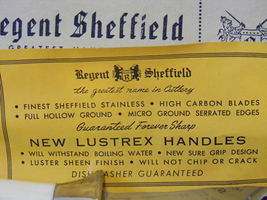 Regent Sheffield
GREATEST
Regent Sheffield
the greatest name in Cutlery
• FINEST SHEFFIELD STAINLESS • HIGH CARBON BLADES
• FULL HOLLOW GROUND • MICRO GROUND SERRATED EDGES
Guaranteed Forever Sharp
NEW LUSTREX HANDLES
• WILL WITHSTAND BOILING WATER • NEW SURE GRIP DESIGN
• LUSTER SHEEN FINISH • WILL NOT CHIP OR CRACK
GUARANTEED